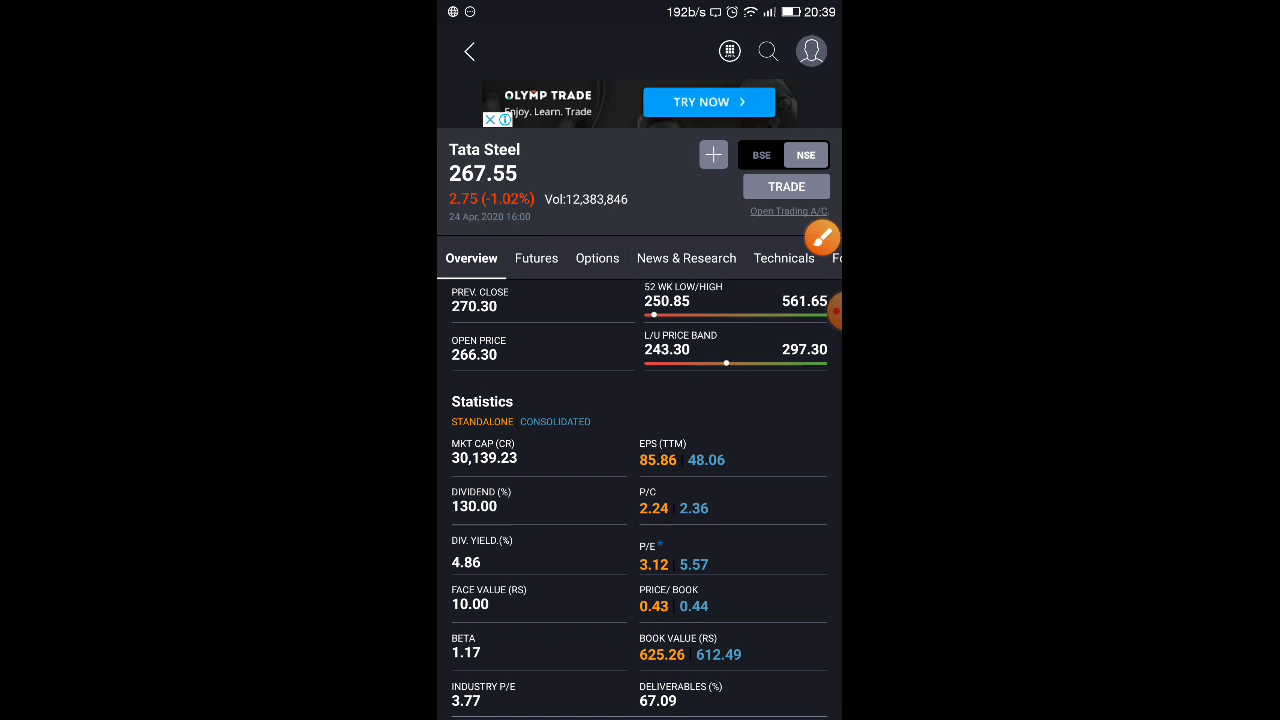 192b/s 20:39
OLYMP TRADE
Enjoy. Learn. Trade
TRY NOW
Tata Steel
BSE NSE
267.55
TRADE
2.75 (-1.02%) Vol:12,383,846
24 Apr, 2020 16:00
Open Trading A/C.
Overview Futures Options News & Research Technicals Fo
PREV. CLOSE
270.30
52 WK LOW/HIGH
250.85 561.65
OPEN PRICE
266.30
L/U PRICE BAND
243.30 297.30
Statistics
STANDALONE CONSOLIDATED
MKT CAP (CR)
30,139.23
EPS (TTM)
85.86 | 48.06
DIVIDEND (%)
130.00
P/C
2.24 | 2.36
DIV. YIELD.(%)
4.86
P/E *
3.12 | 5.57
FACE VALUE (RS)
10.00
PRICE/ BOOK
0.43 | 0.44
BETA
1.17
BOOK VALUE (RS)
625.26 | 612.49
INDUSTRY P/E
3.77
DELIVERABLES (%)
67.09